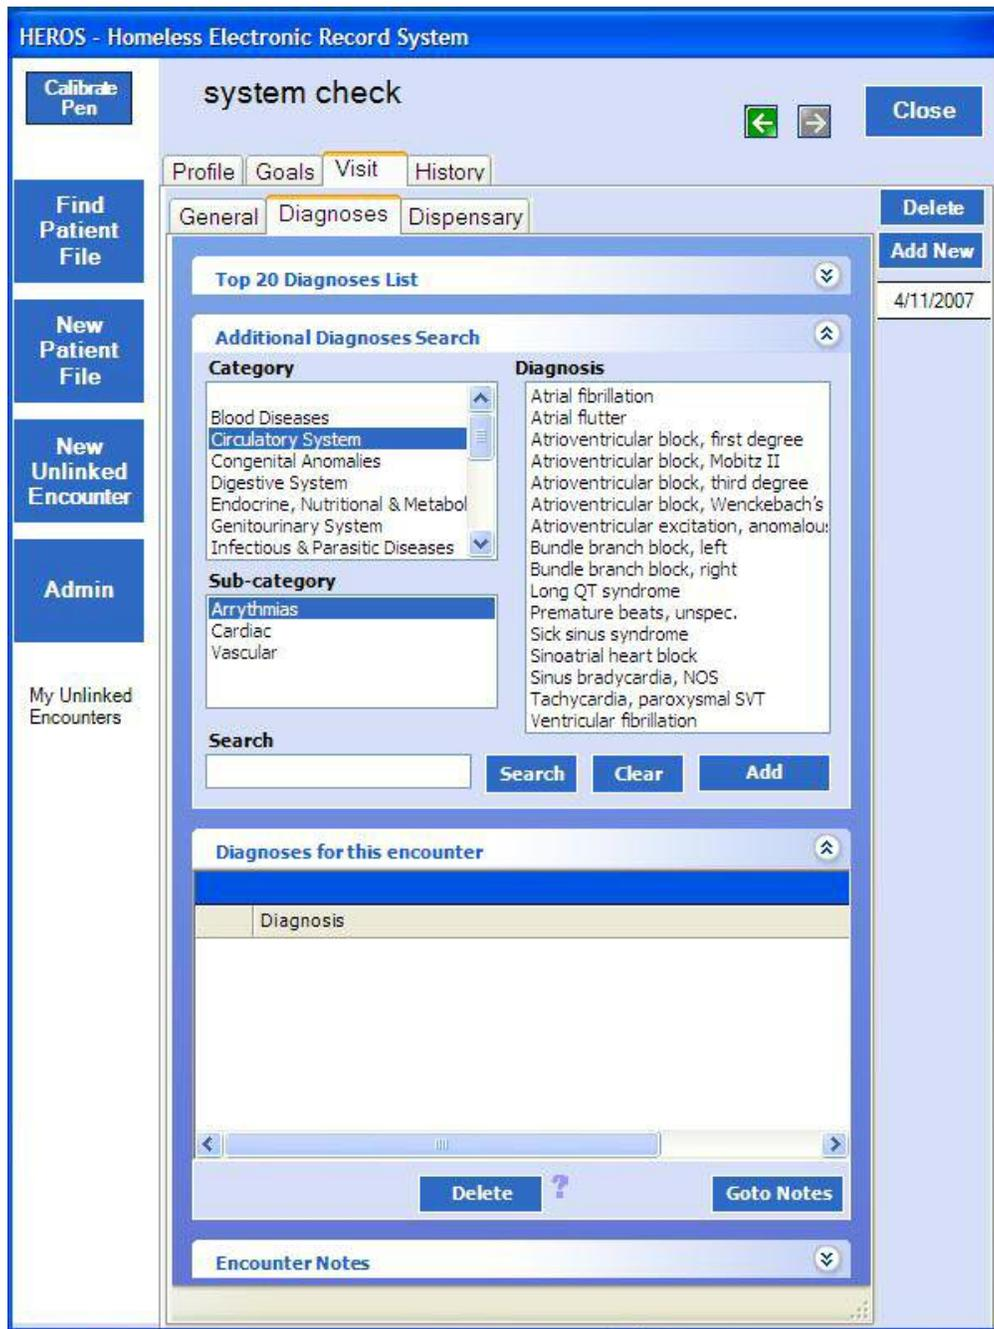 HEROS - Homeless Electronic Record System
Calibrate
Pen
system check
Close
Profile
Goals
Visit
History
Find
Patient
File
General
Diagnoses
Dispensary
Delete
Add New
4/11/2007
Top 20 Diagnoses List
New
Patient
File
Additional Diagnoses Search
Category
Blood Diseases
Circulatory System
Congenital Anomalies
Digestive System
Endocrine, Nutritional & Metabol
Genitourinary System
Infectious & Parasitic Diseases
Diagnosis
Atrial fibrillation
Atrial flutter
Atrioventricular block, first degree
Atrioventricular block, Mobitz II
Atrioventricular block, third degree
Atrioventricular block, Wenckebach's
Atrioventricular excitation, anomalous
Bundle branch block, left
Bundle branch block, right
Long QT syndrome
Premature beats, unspec.
Sick sinus syndrome
Sinoatrial heart block
Sinus bradycardia, NOS
Tachycardia, paroxysmal SVT
Ventricular fibrillation
New
Unlinked
Encounter
Sub-category
Arrythmias
Cardiac
Vascular
Admin
My Unlinked
Encounters
Search
Search
Clear
Add
Diagnoses for this encounter
Diagnosis
Delete
?
Goto Notes
Encounter Notes